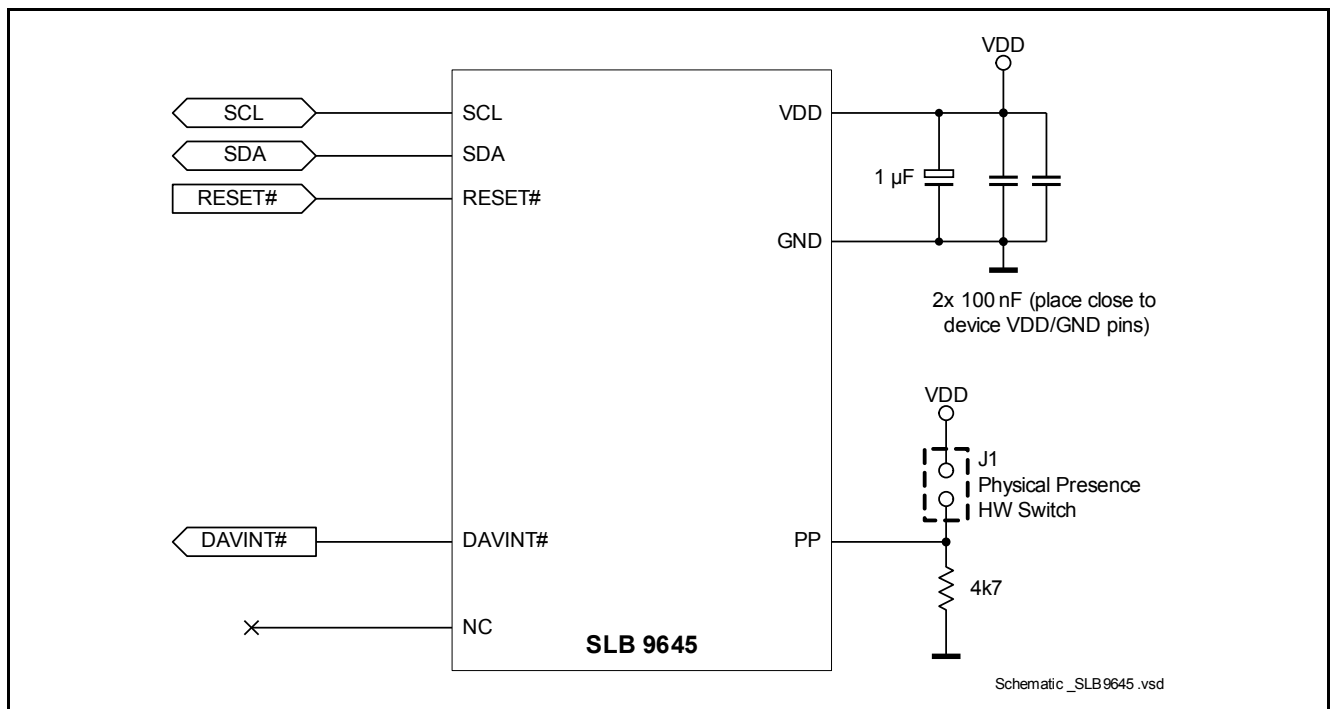 VDD
SCL
SCL
VDD
SDA
SDA
1 µF
RESET#
RESET#
GND
2x 100 nF (place close to
device VDD/GND pins)
VDD
J1
Physical Presence
HW Switch
DAVINT#
DAVINT#
PP
4k7
NC
SLB 9645
Schematic _SLB9645 .vsd